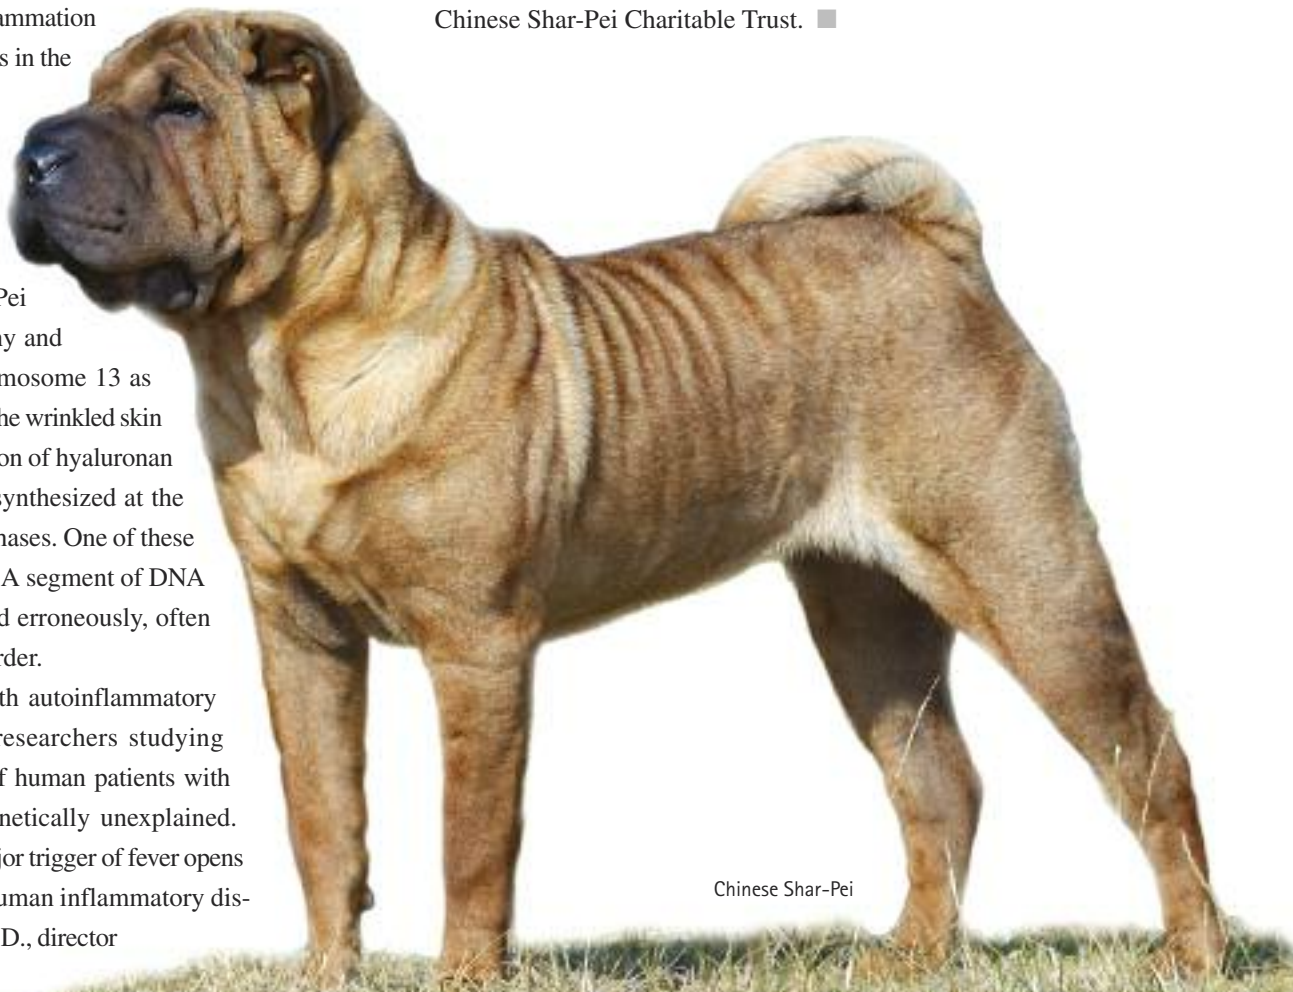 ammation
s in the
Pei
ny and
mosome 13 as
he wrinkled skin
on of hyaluronan
synthesized at the
hases. One of these
A segment of DNA
d erroneously, often
rder.
th autoinflammatory
researchers studying
f human patients with
netically unexplained.
jor trigger of fever opens
uman inflammatory dis-
D., director
Chinese Shar-Pei Charitable Trust.
Chinese Shar-Pei